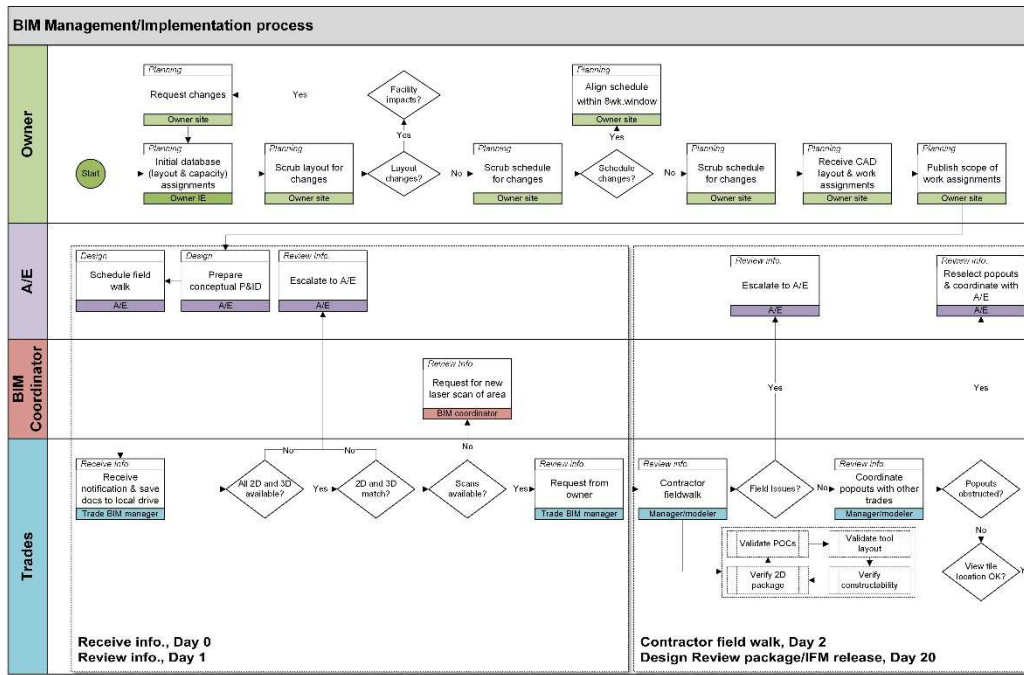 BIM Management/Implementation process
Owner
Planning
Request changes
Owner site
Yes
Facility
impacts?
Planning
Align schedule
within 8wk.window
Owner site
Yes
Yes
Start
Planning
Initial database
(layout & capacity)
assignments
Owner IE
Planning
Scrub layout for
changes
Owner site
Layout
changes?
No
Planning
Scrub schedule
for changes
Owner site
Schedule
changes?
No
Planning
Scrub schedule for
changes
Owner site
Planning
Receive CAD
layout & work
assignments
Owner site
Planning
Publish scope of
work assignments
Owner site
A/E
Design
Schedule field
walk
A/E
Design
Prepare
conceptual P&ID
A/E
Review Info.
Escalate to A/E
A/E
Review info.
Escalate to A/E
A/E
Review info.
Reselect popouts
& coordinate with
A/E
A/E
BIM
Coordinator
Review Info.
Request for new
laser scan of area
BIM coordinator
Yes
Yes
Trades
Receive info.
Receive
notification & save
docs to local drive
Trade BIM manager
No
No
No
All 2D and 3D
available?
Yes
2D and 3D
match?
Scans
available?
Yes
Review Info.
Request from
owner
Trade BIM manager
Review Info.
Contractor
fieldwalk
Manager/modeler
Field Issues?
No
Review Info.
Coordinate
popouts with other
trades
Manager/modeler
Popouts
obstructed?
No
Validate POCs
Validate tool
layout
Verify 2D
package
Verify
constructability
View tile
location OK?
Receive info., Day 0
Review info., Day 1
Contractor field walk, Day 2
Design Review package/IFM release, Day 20